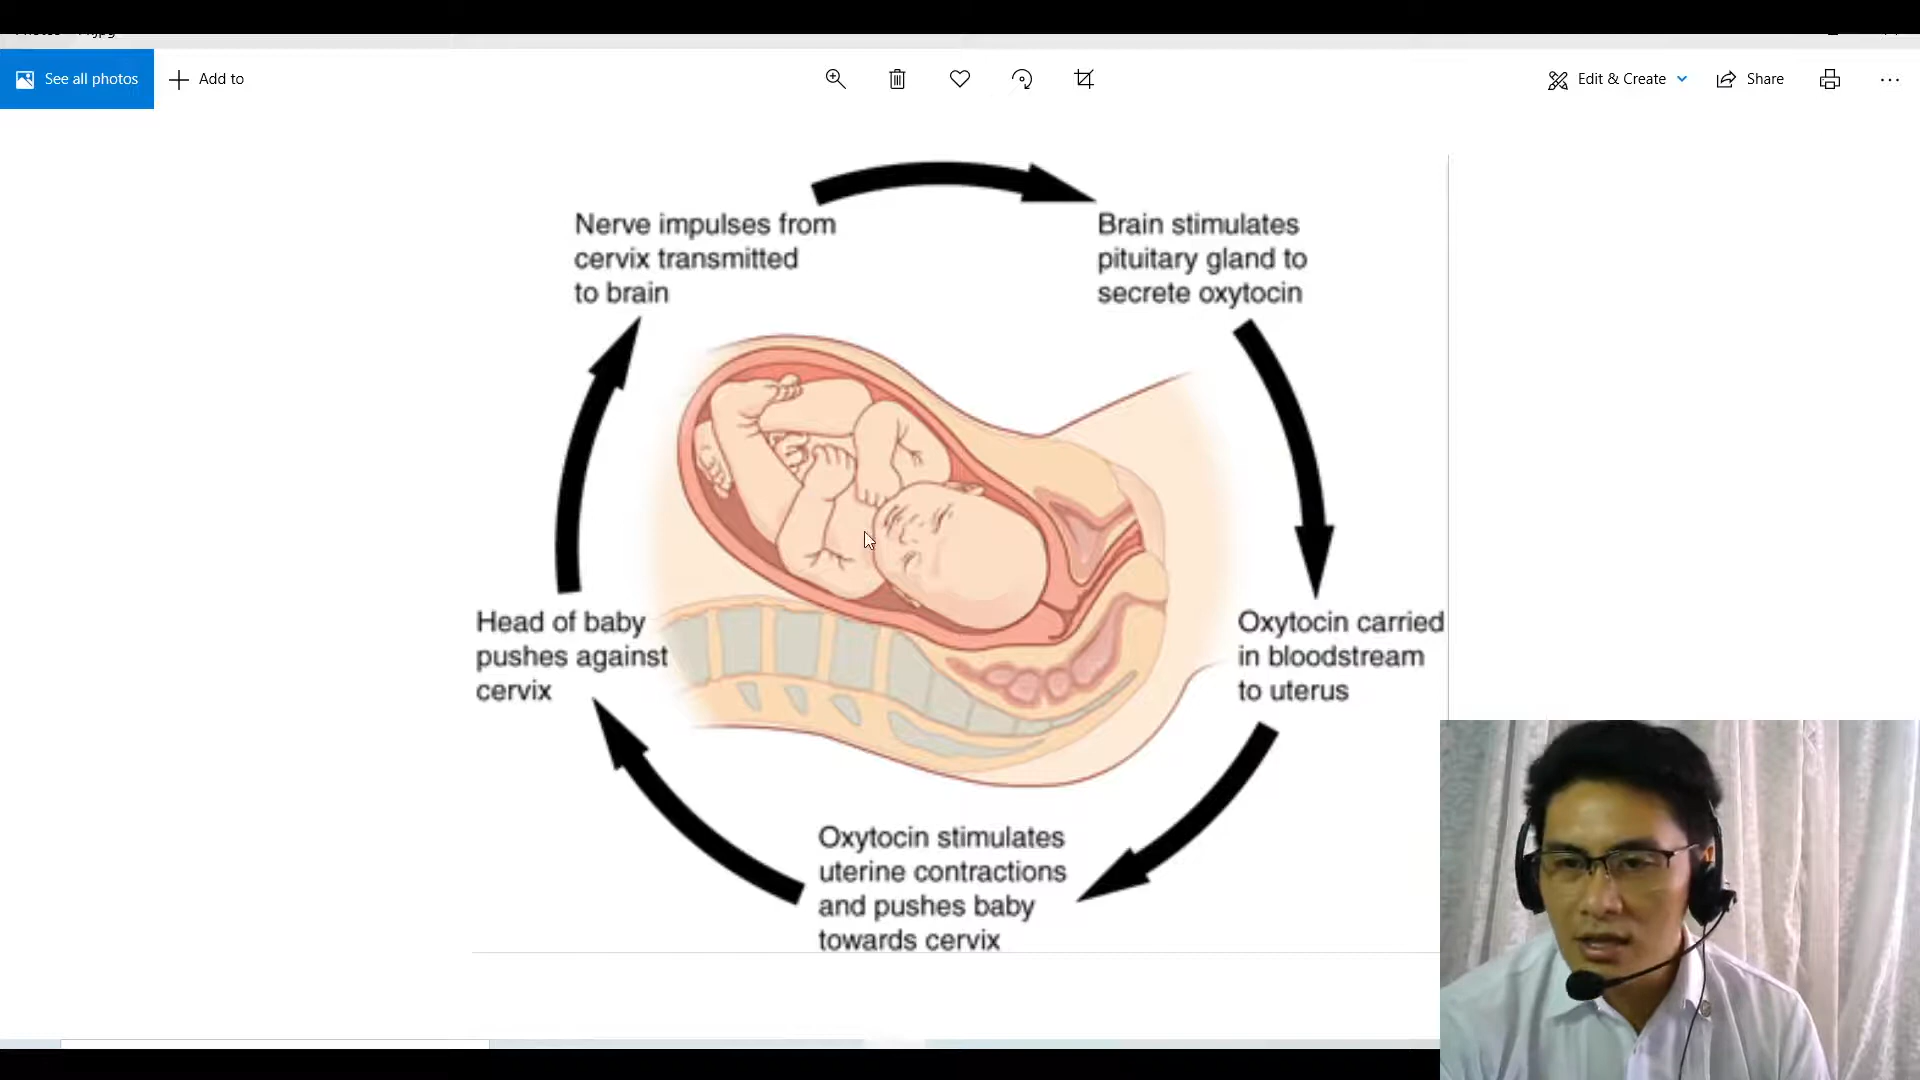 See all photos
Add to
Edit & Create
Share
Nerve impulses from
cervix transmitted
to brain
Brain stimulates
pituitary gland to
secrete oxytocin
Head of baby
pushes against
cervix
Oxytocin carried
in bloodstream
to uterus
Oxytocin stimulates
uterine contractions
and pushes baby
towards cervix